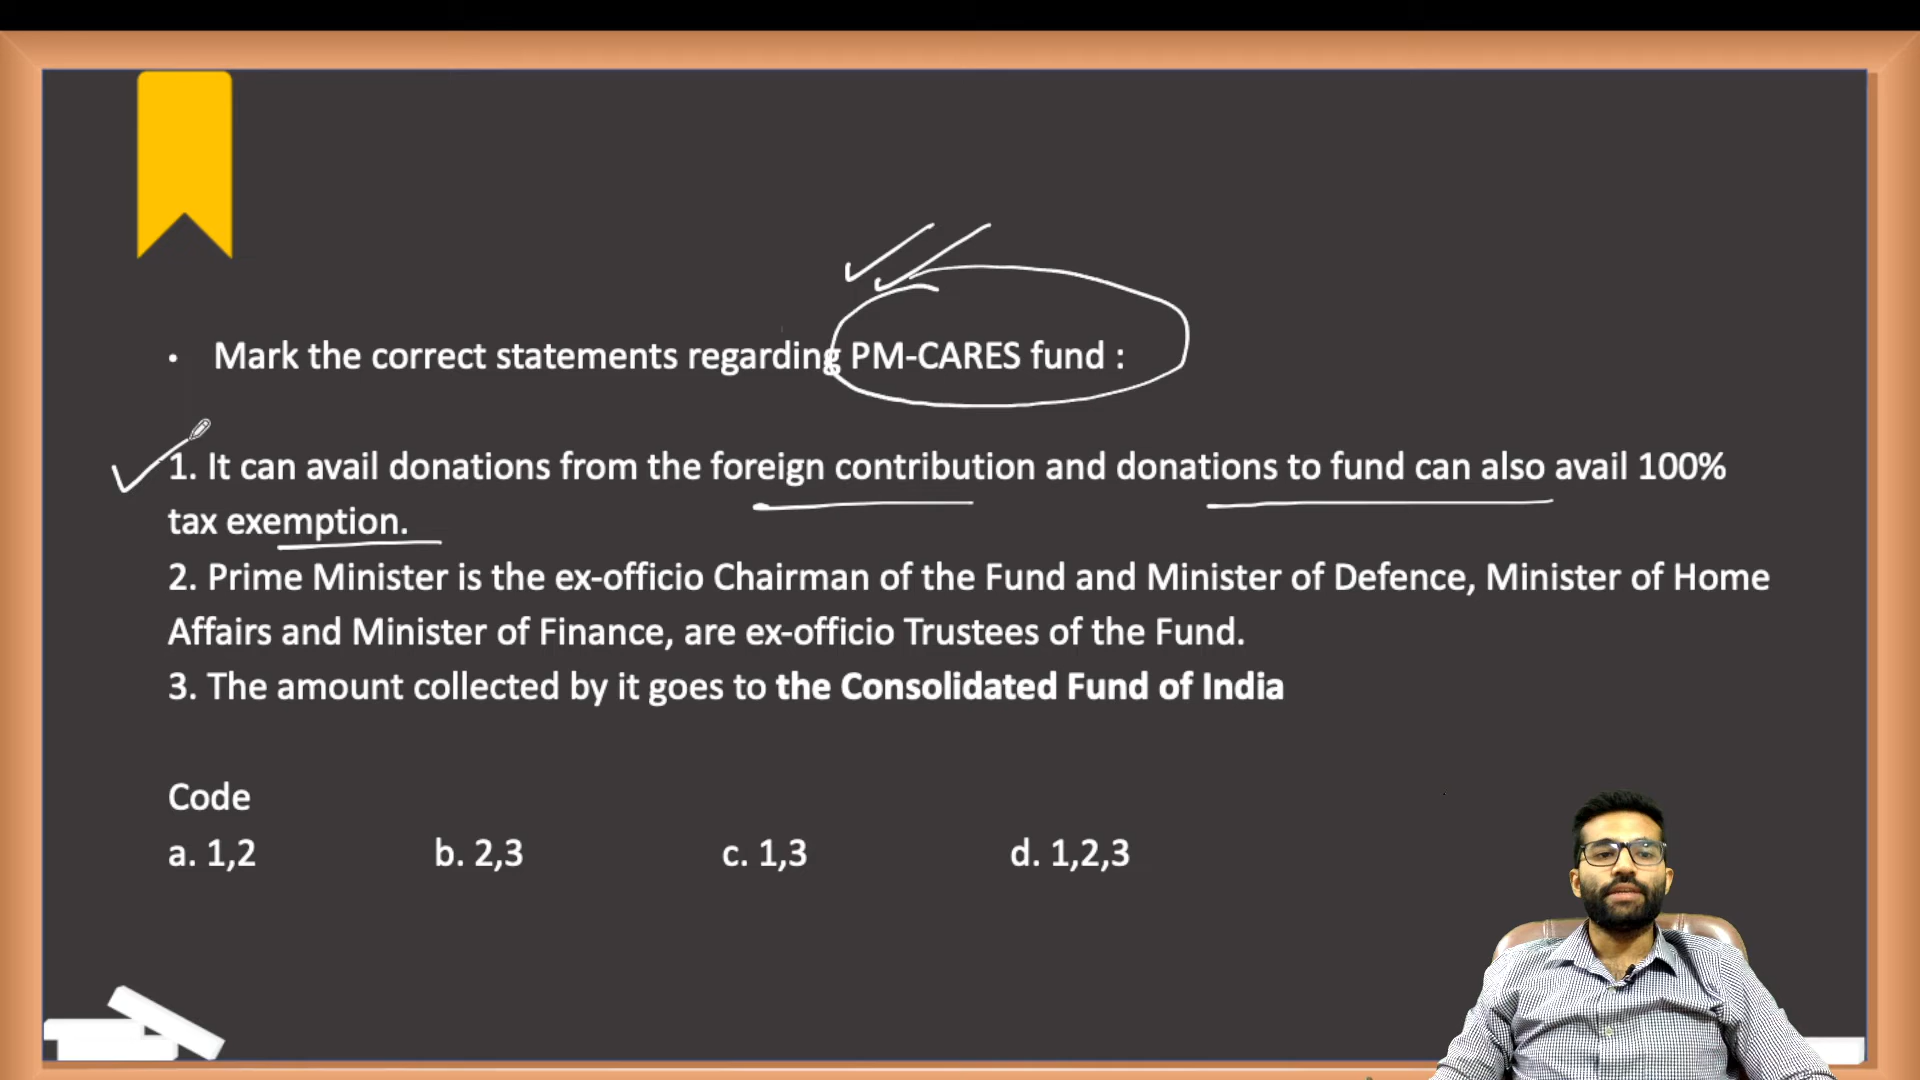 • Mark the correct statements regarding PM-CARES fund :
1. It can avail donations from the foreign contribution and donations to fund can also avail 100%
tax exemption.
2. Prime Minister is the ex-officio Chairman of the Fund and Minister of Defence, Minister of Home
Affairs and Minister of Finance, are ex-officio Trustees of the Fund.
3. The amount collected by it goes to the Consolidated Fund of India
Code
a. 1,2 b. 2,3 c. 1,3 d. 1,2,3